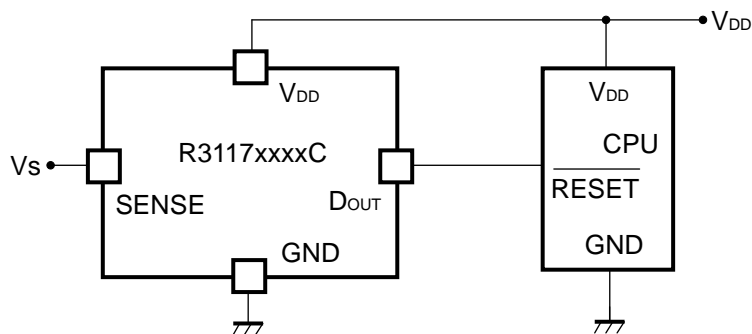 VDD
VDD
VDD
R3117xxxxC
CPU
Vs
RESET
SENSE
DOUT
GND
GND